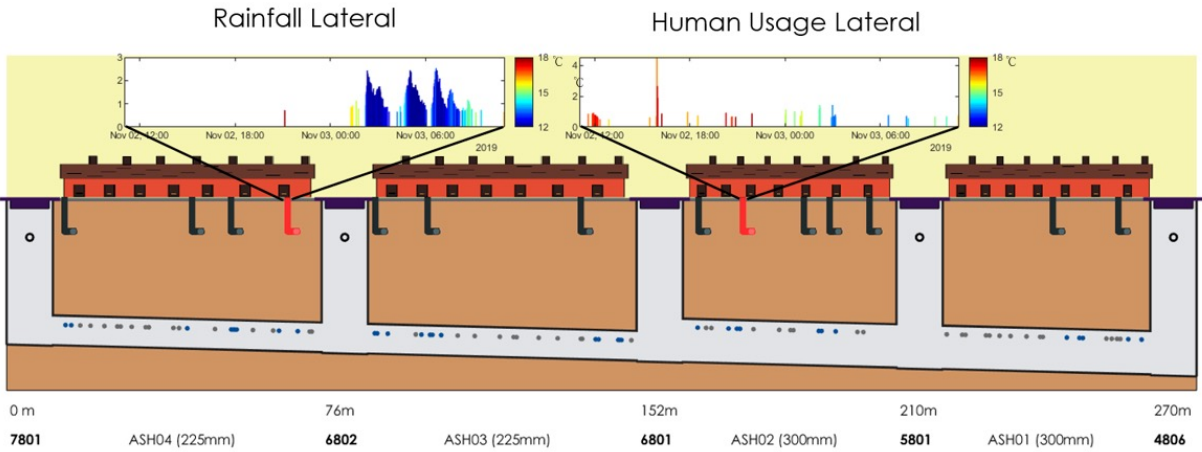 Rainfall Lateral
Human Usage Lateral
3
2
1
0
Nov 02, 12:00
Nov 02, 18:00
Nov 03, 00:00
Nov 03, 06:00
2019
18 °C
15
12
4
2
0
°C
Nov 02, 12:00
Nov 02, 18:00
Nov 03, 00:00
Nov 03, 06:00
2019
18 °C
15
12
0 m 76m 152m 210m 270m
7801 ASH04 (225mm) 6802 ASH03 (225mm) 6801 ASH02 (300mm) 5801 ASH01 (300mm) 4806